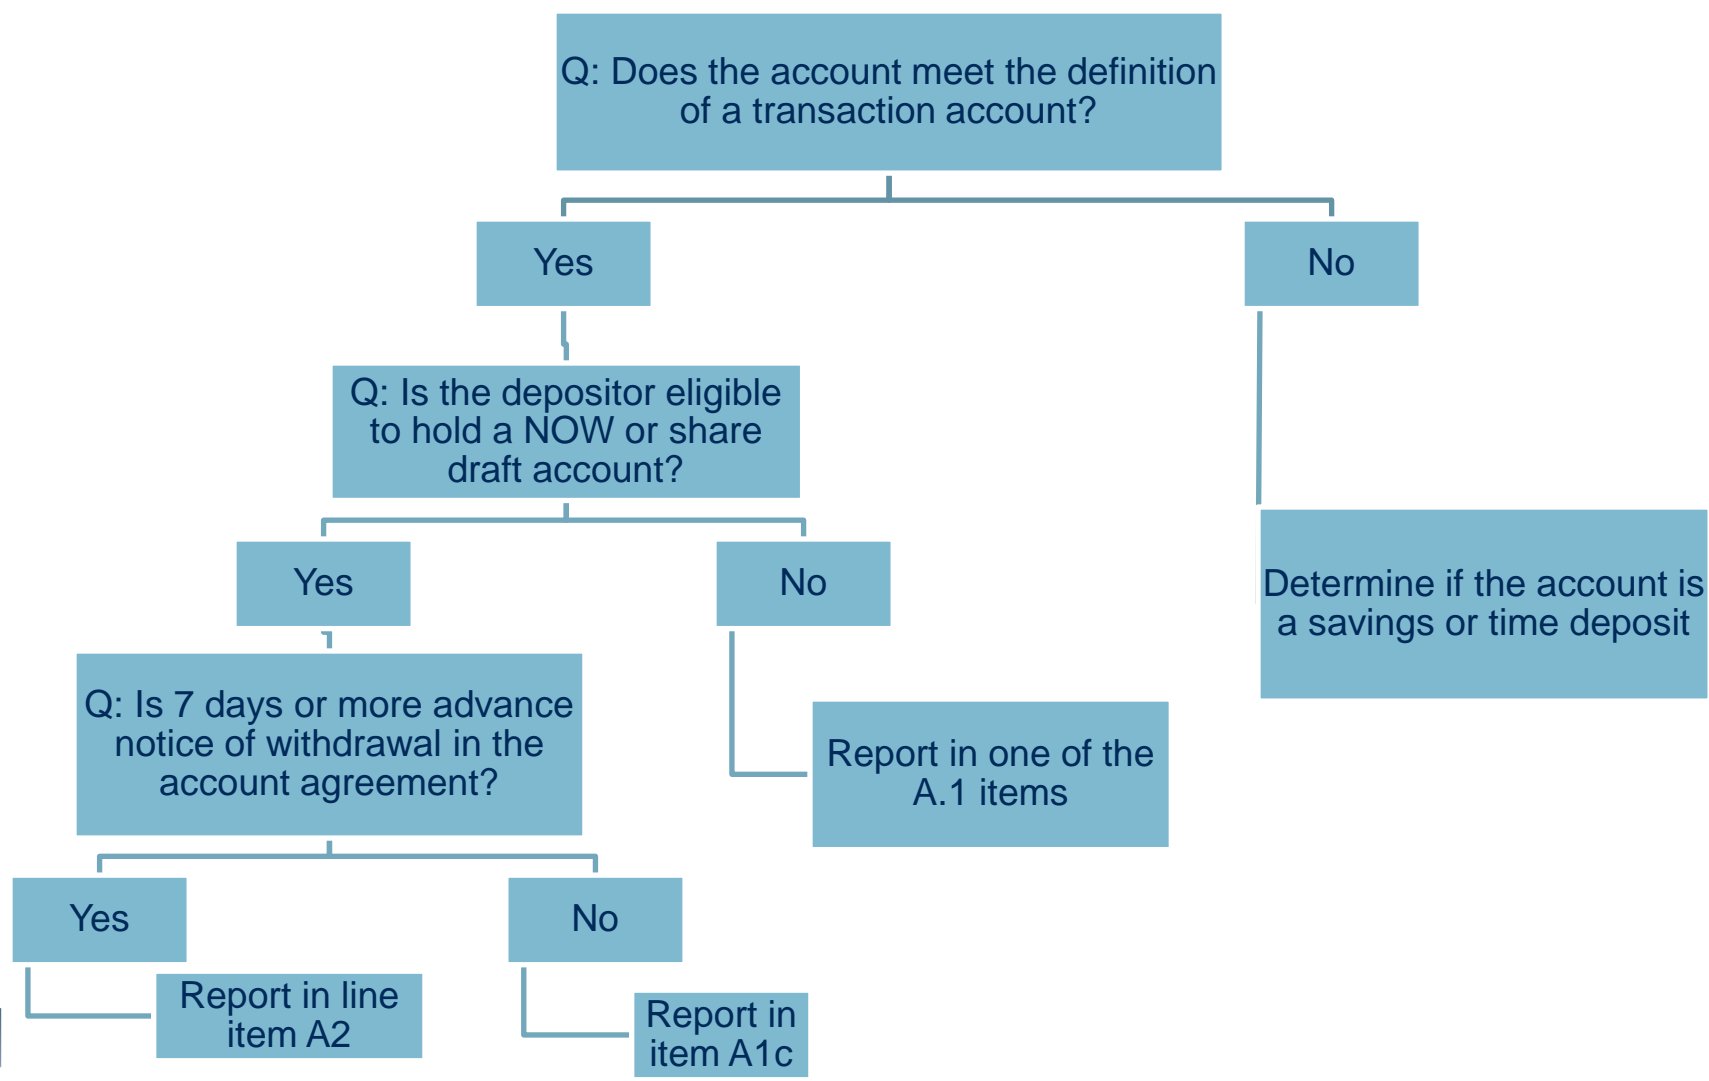 Q: Does the account meet the definition
of a transaction account?
Yes
No
Q: Is the depositor eligible
to hold a NOW or share
draft account?
Yes
No
Determine if the account is
a savings or time deposit
Q: Is 7 days or more advance
notice of withdrawal in the
account agreement?
Report in one of the
A.1 items
Yes
No
Report in line
item A2
Report in
item A1c